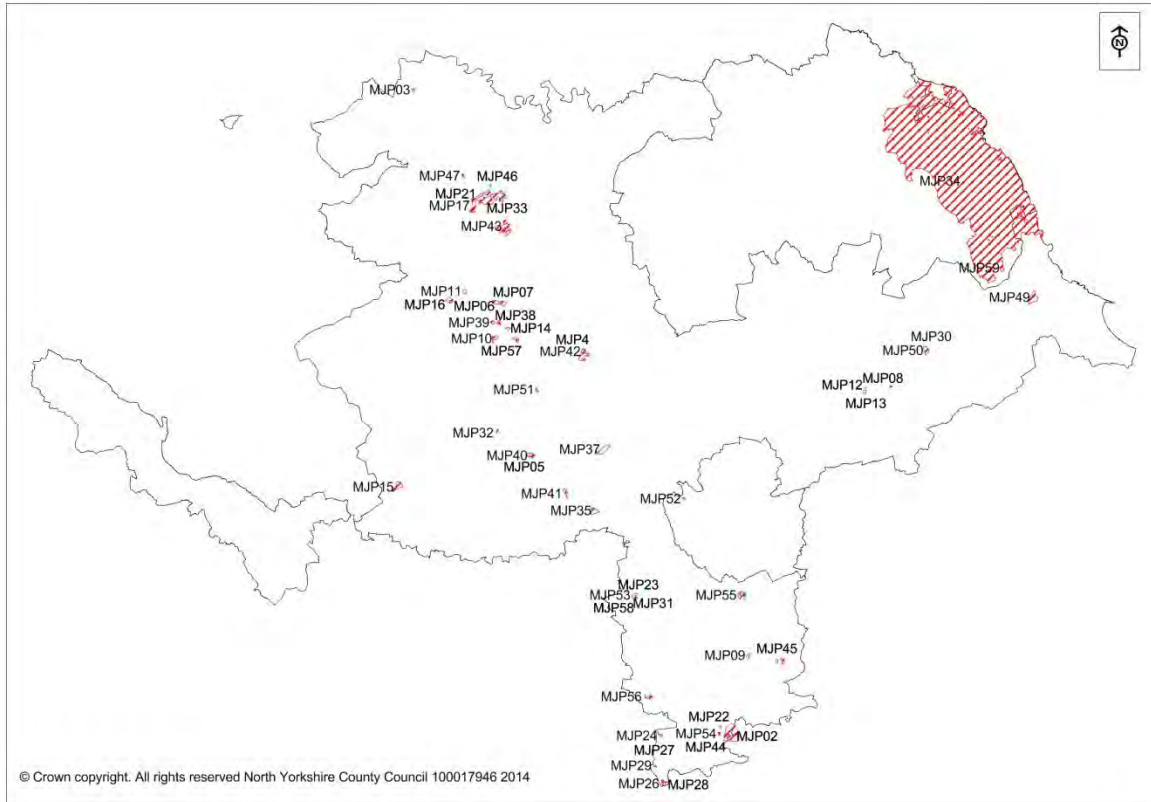 N
MJP03
MJP47
MJP46
MJP21
MJP17
MJP33
MJP43
MJP34
MJP59
MJP49
MJP11
MJP07
MJP16
MJP06
MJP38
MJP39
MJP14
MJP10
MJP4
MJP57
MJP42
MJP30
MJP50
MJP51
MJP12
MJP08
MJP13
MJP32
MJP37
MJP40
MJP05
MJP15
MJP41
MJP52
MJP35
MJP23
MJP53
MJP31
MJP58
MJP55
MJP09
MJP45
MJP56
MJP22
MJP24
MJP54
MJP02
MJP27
MJP44
MJP29
MJP26
MJP28
© Crown copyright. All rights reserved North Yorkshire County Council 100017946 2014